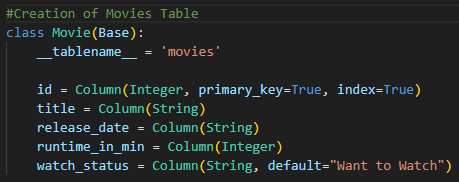 #Creation of Movies Table
class Movie(Base):
    __tablename__ = 'movies'

    id = Column(Integer, primary_key=True, index=True)
    title = Column(String)
    release_date = Column(String)
    runtime_in_min = Column(Integer)
    watch_status = Column(String, default="Want to Watch")